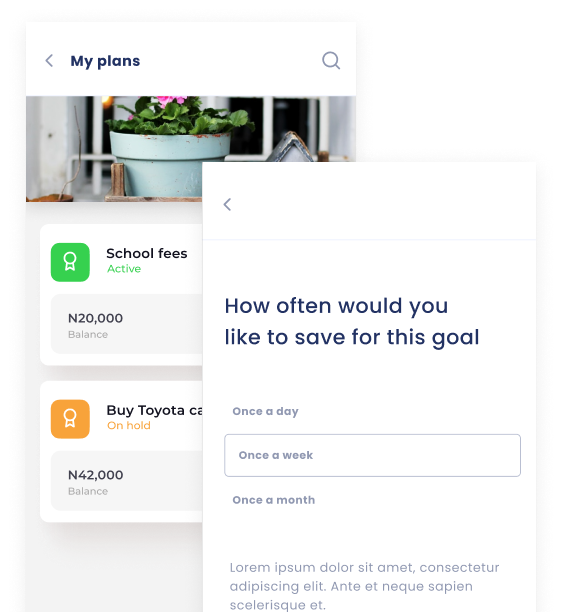 My plans
School fees
Active
N20,000
Balance
Buy Toyota ca
On hold
N42,000
Balance
How often would you
like to save for this goal
Once a day
Once a week
Once a month
Lorem ipsum dolor sit amet, consectetur
adipiscing elit. Ante et neque sapien
scelerisque et.